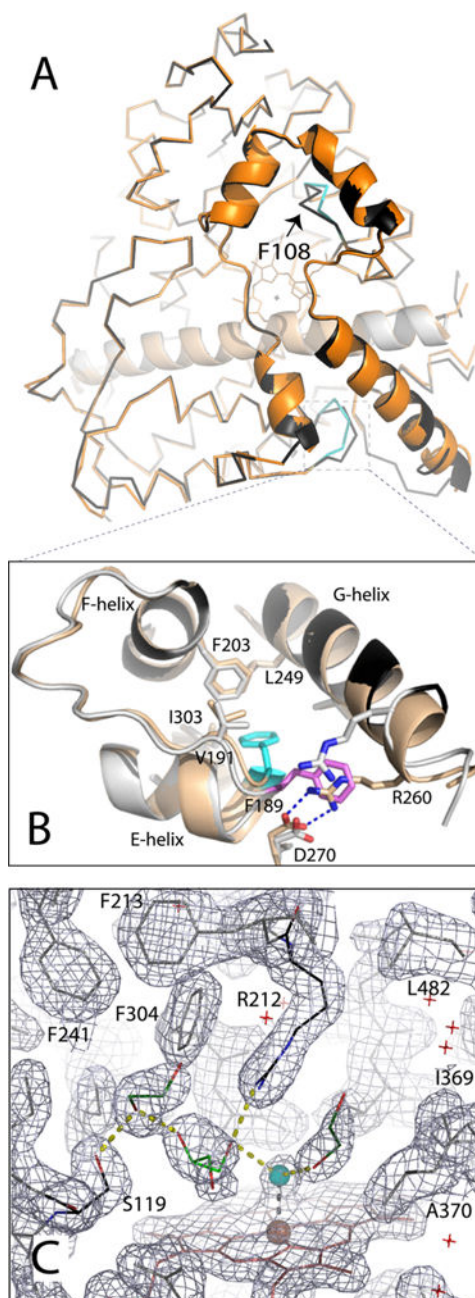 A
F108
F-helix
G-helix
F203
L249
I303
V191
F189
R260
E-helix
D270
B
F213
R212
L482
F304
F241
I369
S119
A370
C